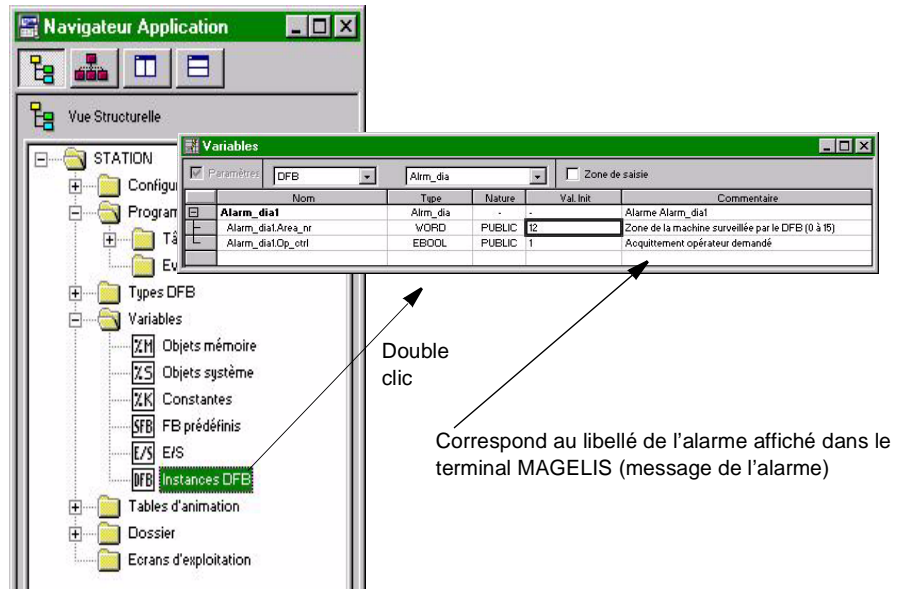 Navigateur Application
Vue Structurelle
STATION
Configur
Program
Tâ
Ev
Types DFB
Variables
%M Objets mémoire
%S Objets système
%K Constantes
SFB FB prédéfinis
E/S E/S
DFB Instances DFB
Tables d'animation
Dossier
Ecrans d'exploitation
Variables
Paramètres DFB Alrm_dia Zone de saisie
Nom Type Nature Val. Init Commentaire
Alarm_dia1 Alrm_dia - - Alarme Alarm_dia1
Alarm_dia1.Area_nr WORD PUBLIC 12 Zone de la machine surveillée par le DFB (0 à 15)
Alarm_dia1.Op_ctrl EBOOL PUBLIC 1 Acquittement opérateur demandé
Double
clic
Correspond au libellé de l'alarme affiché dans le
terminal MAGELIS (message de l'alarme)